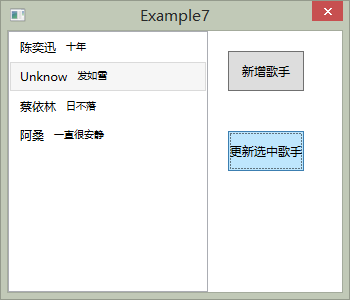 Example7
陈奕迅 十年
Unknow 发如雪
蔡依林 日不落
阿桑 一直很安静
新增歌手
更新选中歌手